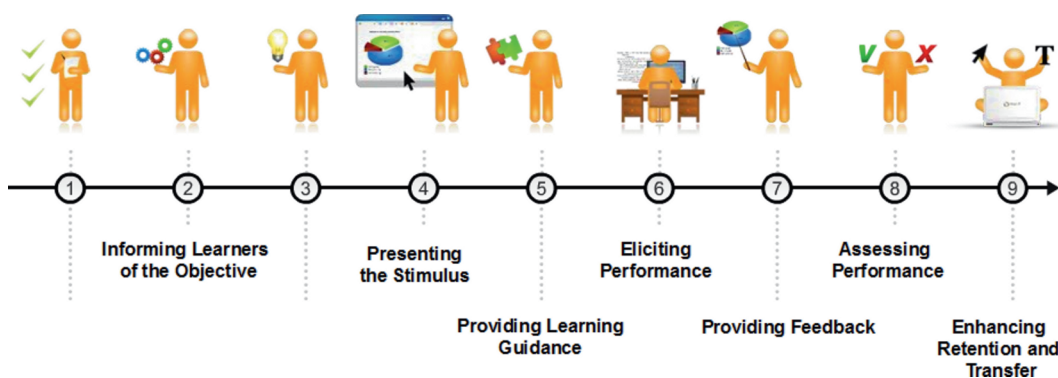 V X T
1 2 3 4 5 6 7 8 9
Informing Learners
of the Objective
Presenting
the Stimulus
Providing Learning
Guidance
Eliciting
Performance
Providing Feedback
Assessing
Performance
Enhancing
Retention and
Transfer